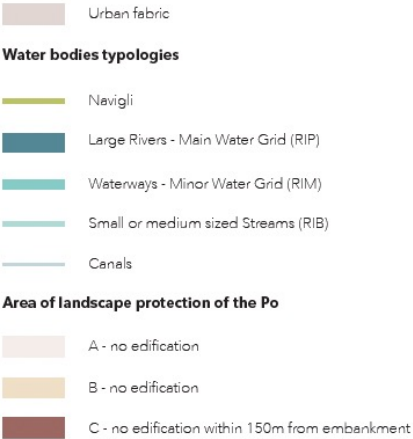 Urban fabric
Water bodies typologies
Navigli
Large Rivers - Main Water Grid (RIP)
Waterways - Minor Water Grid (RIM)
Small or medium sized Streams (RIB)
Canals
Area of landscape protection of the Po
A - no edification
B - no edification
C - no edification within 150m from embankment